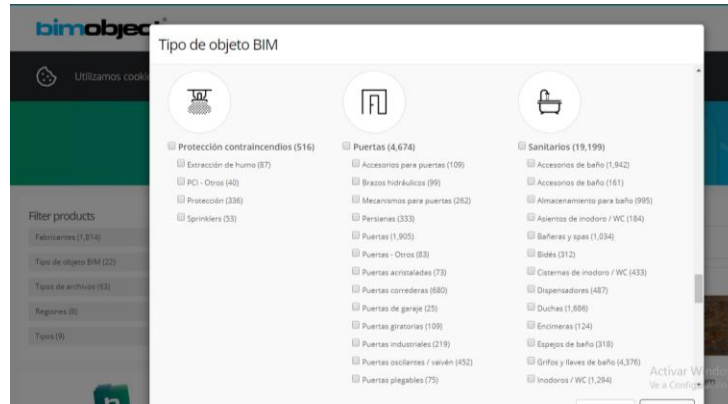 bimobject
Utilizamos cookie
Tipo de objeto BIM
Protección contraincendios (516)
Extracción de humo (87)
PCI - Otros (40)
Protección (336)
Sprinklers (53)
Puertas (4,674)
Accesorios para puertas (109)
Brazos hidráulicos (99)
Mecanismos para puertas (262)
Persianas (333)
Puertas (1,905)
Puertas - Otros (83)
Puertas acristaladas (73)
Puertas correderas (680)
Puertas de garaje (25)
Puertas giratorias (109)
Puertas industriales (219)
Puertas oscilantes / vaivén (452)
Puertas plegables (75)
Sanitarios (19,199)
Accesorios de baño (1,942)
Accesorios de baño (161)
Almacenamiento para baño (995)
Asientos de inodoro / WC (184)
Bañeras y spas (1,034)
Bidés (312)
Cisternas de inodoro / WC (433)
Dispensadores (487)
Duchas (1,686)
Encimeras (124)
Espejos de baño (318)
Grifos y llaves de baño (4,376)
Inodoros / WC (1,294)
Filter products
Fabricantes (1,814)
Tipo de objeto BIM (22)
Tipos de archivos (63)
Regiones (8)
Tipos (9)
Activar Windows
Ve a Configuración